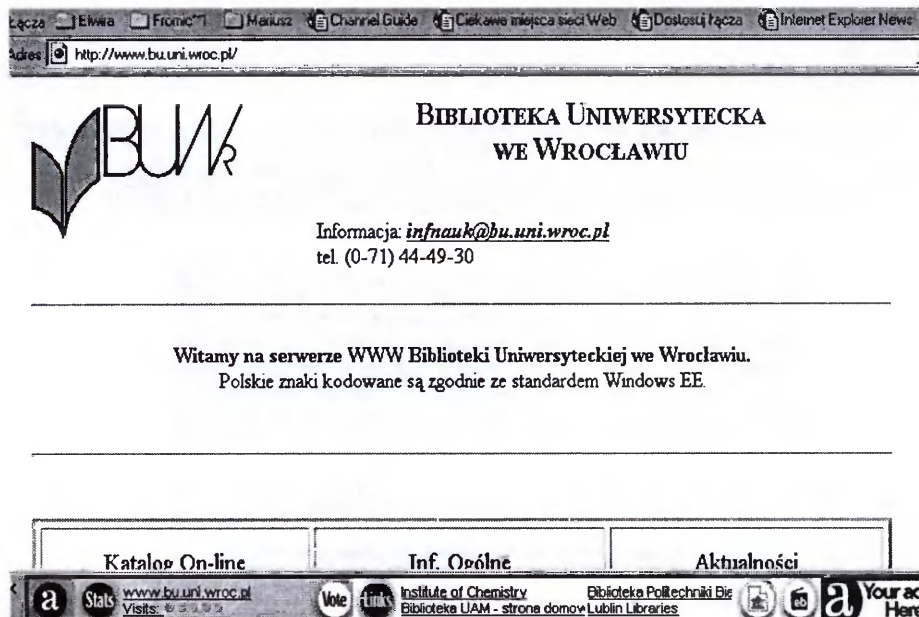 Łącza Elwira Fromic~1 Mariusz Channel Guide Ciekawe miejsca sieci Web Dostosuj łącza Internet Explorer News
Adres http://www.bu.uni.wroc.pl/
BUWR
BIBLIOTEKA UNIWERSYTECKA
WE WROCŁAWIU
Informacja: infnauk@bu.uni.wroc.pl
tel. (0-71) 44-49-30
Witamy na serwerze WWW Biblioteki Uniwersyteckiej we Wrocławiu.
Polskie znaki kodowane są zgodnie ze standardem Windows EE.
Katalog On-line Inf. Ogólne Aktualności
a Stats www.bu.uni.wroc.pl Vote Links Institute of Chemistry Biblioteka Politechniki Bie eb a Your ad
Visits: Biblioteka UAM - strona domow Lublin Libraries Here